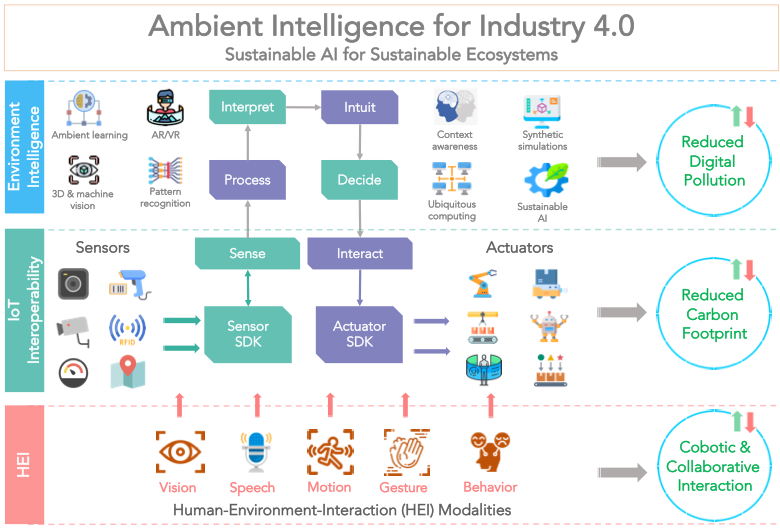 Ambient Intelligence for Industry 4.0
Sustainable AI for Sustainable Ecosystems
Environment
Intelligence
Ambient learning
AR/VR
3D & machine
vision
Pattern
recognition
Interpret
Intuit
Process
Decide
Context
awareness
Synthetic
simulations
Ubiquitous
computing
Sustainable
AI
Reduced
Digital
Pollution
IoT
Interoperability
Sensors
RFID
Sense
Interact
Sensor
SDK
Actuator
SDK
Actuators
Reduced
Carbon
Footprint
HEI
Vision
Speech
Motion
Gesture
Behavior
Human-Environment-Interaction (HEI) Modalities
Cobotic &
Collaborative
Interaction